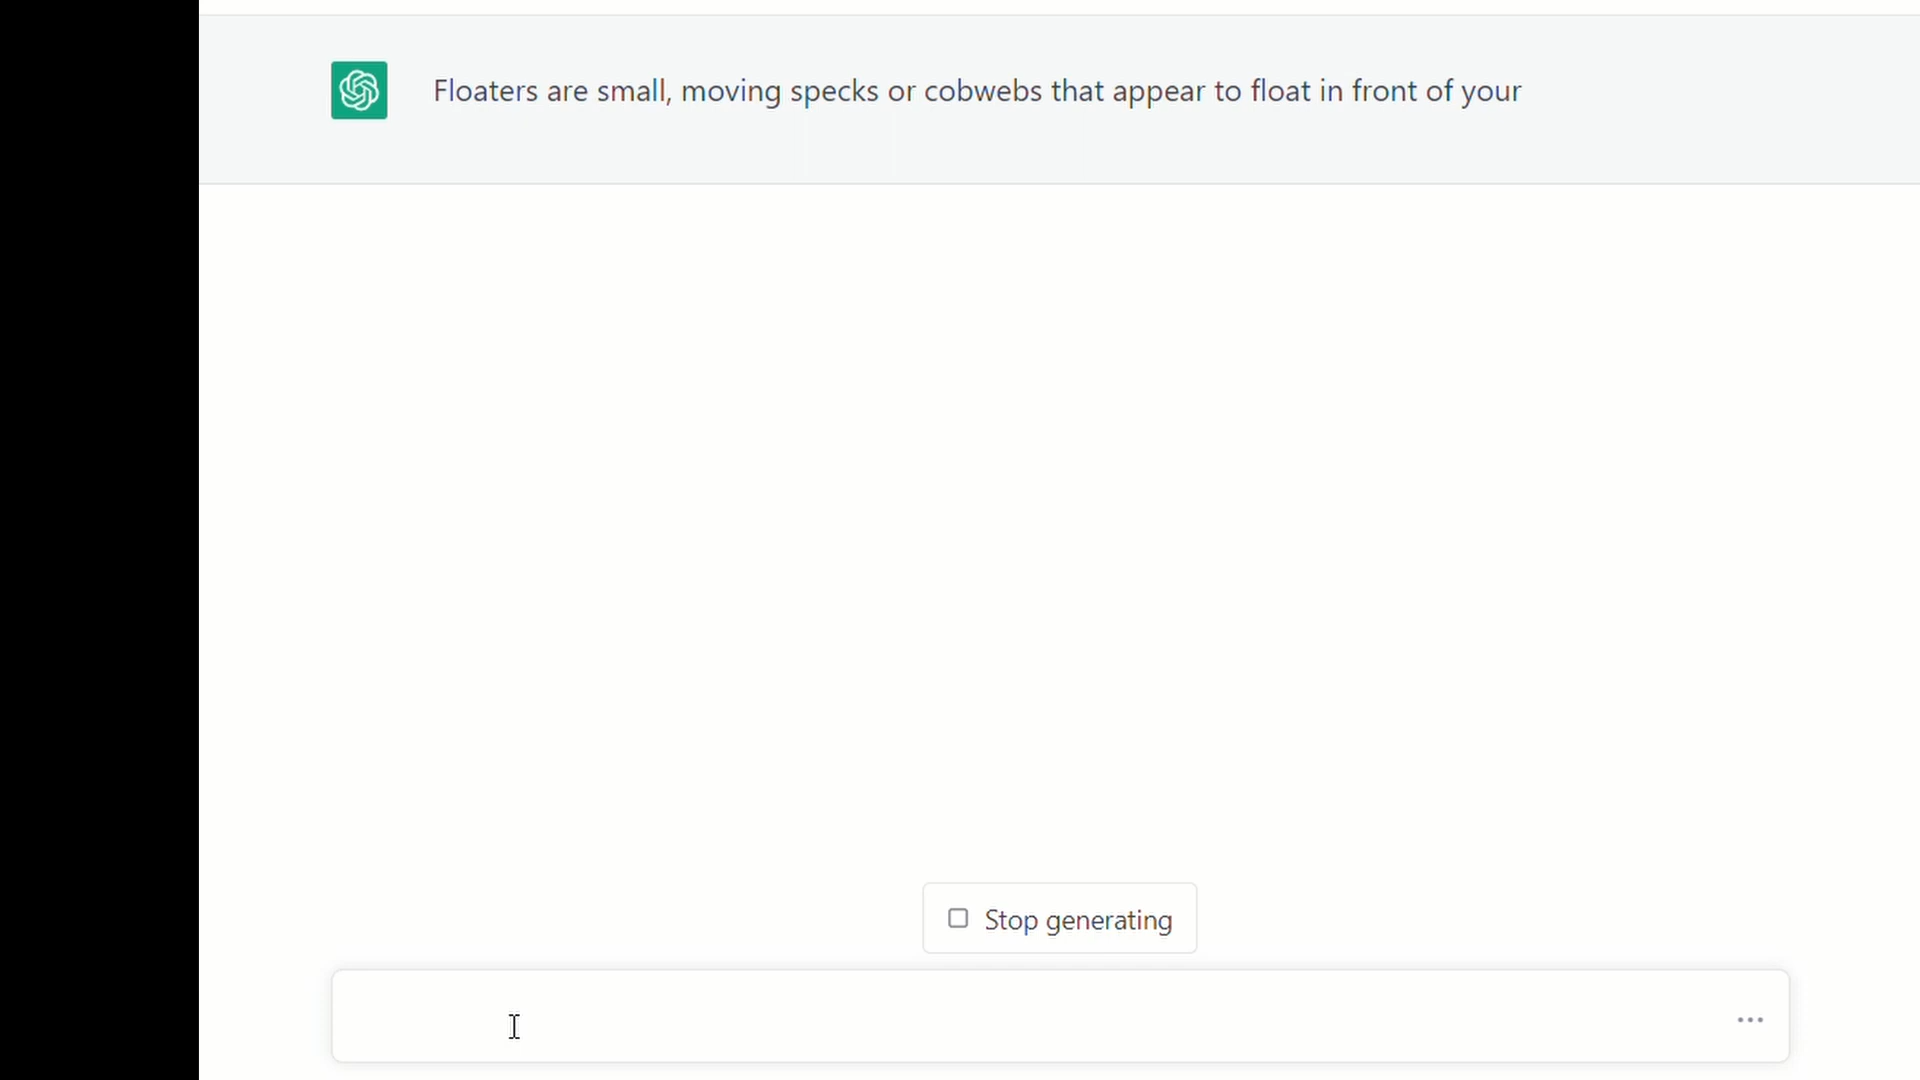 Floaters are small, moving specks or cobwebs that appear to float in front of your
Stop generating